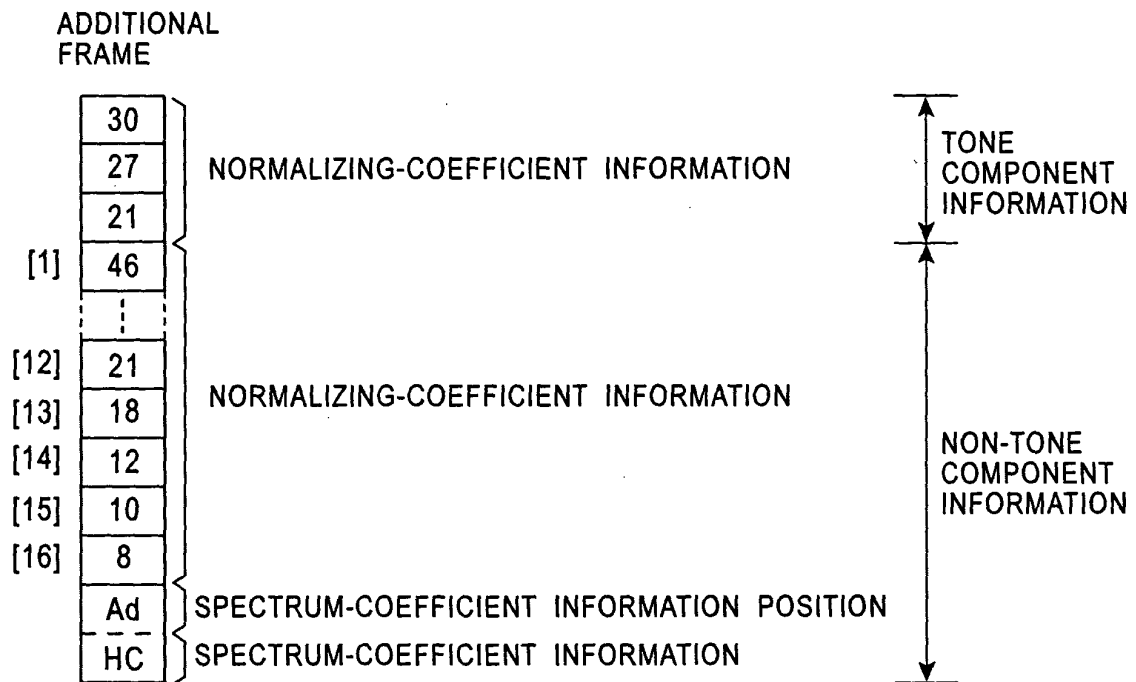 ADDITIONAL
FRAME
30
27
21
NORMALIZING-COEFFICIENT INFORMATION
TONE
COMPONENT
INFORMATION
[1] 46
[12] 21
[13] 18
[14] 12
[15] 10
[16] 8
NORMALIZING-COEFFICIENT INFORMATION
NON-TONE
COMPONENT
INFORMATION
Ad SPECTRUM-COEFFICIENT INFORMATION POSITION
HC SPECTRUM-COEFFICIENT INFORMATION